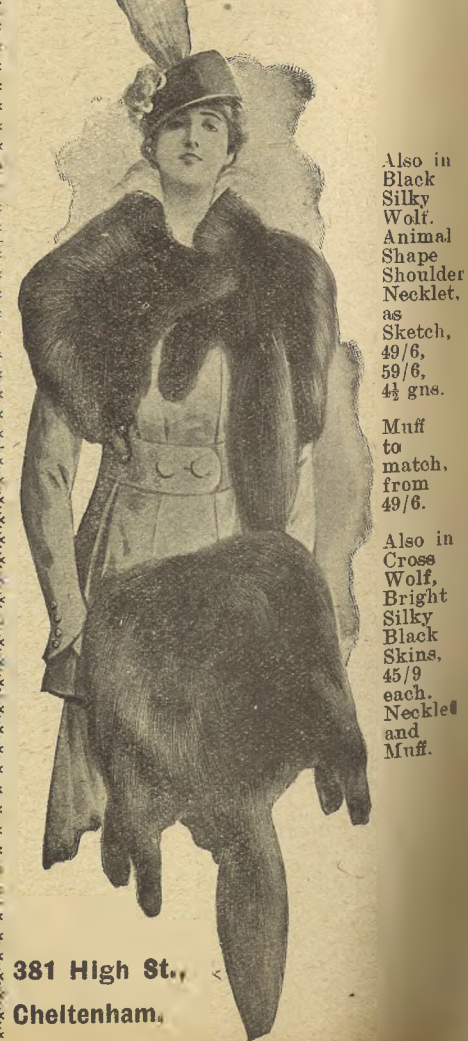 Also in
Black
Silky
Wolf.
Animal
Shape
Shoulder
Necklet,
as
Sketch,
49/6,
59/6,
4½ gns.
Muff
to
match,
from
49/6.
Also in
Cross
Wolf,
Bright
Silky
Black
Skins,
45/9
each.
Necklet
and
Muff.
381 High St.,
Cheltenham.